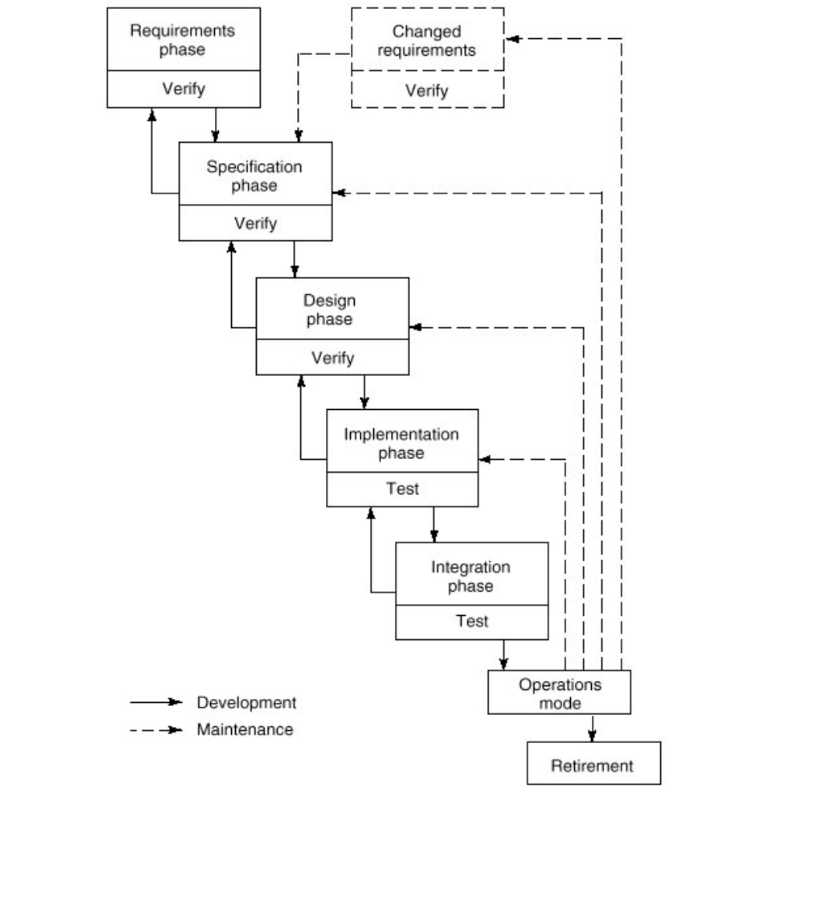 Requirements
phase
Verify
Changed
requirements
Verify
Specification
phase
Verify
Design
phase
Verify
Implementation
phase
Test
Integration
phase
Test
Operations
mode
Development
Maintenance
Retirement